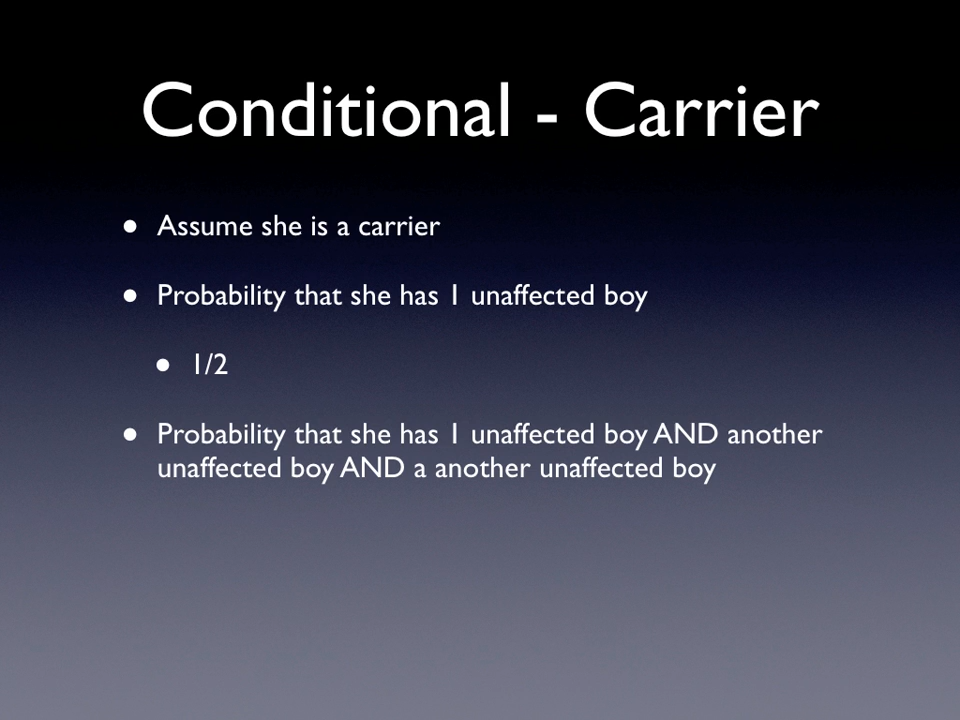 Conditional - Carrier
• Assume she is a carrier
• Probability that she has 1 unaffected boy
• 1/2
• Probability that she has 1 unaffected boy AND another
unaffected boy AND a another unaffected boy